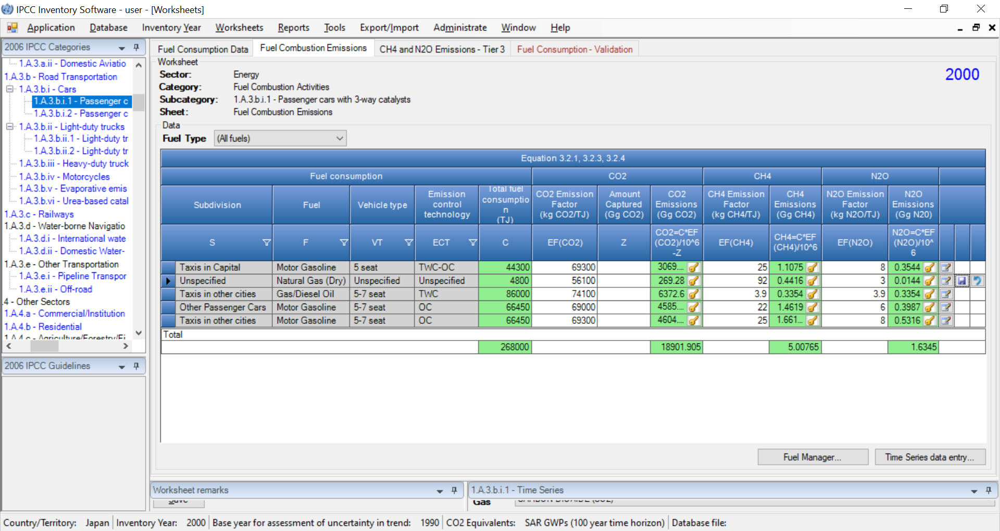 IPCC Inventory Software - user - [Worksheets]
Application Database Inventory Year Worksheets Reports Tools Export/Import Administrate Window Help
2006 IPCC Categories
1.A.3.a.ii - Domestic Aviatio
1.A.3.b - Road Transportation
1.A.3.b.i - Cars
1.A.3.b.i.1 - Passenger c
1.A.3.b.i.2 - Passenger c
1.A.3.b.ii - Light-duty trucks
1.A.3.b.ii.1 - Light-duty tr
1.A.3.b.ii.2 - Light-duty tr
1.A.3.b.iii - Heavy-duty truck
1.A.3.b.iv - Motorcycles
1.A.3.b.v - Evaporative emis
1.A.3.b.vi - Urea-based catal
1.A.3.c - Railways
1.A.3.d - Water-borne Navigatio
1.A.3.d.i - International wate
1.A.3.d.ii - Domestic Water-
1.A.3.e - Other Transportation
1.A.3.e.i - Pipeline Transpor
1.A.3.e.ii - Off-road
.4 - Other Sectors
1.A.4.a - Commercial/Institution
1.A.4.b - Residential
1.A.4.c - Agriculture/Forestry/Fi
2006 IPCC Guidelines
Fuel Consumption Data Fuel Combustion Emissions CH4 and N2O Emissions - Tier 3 Fuel Consumption - Validation
Worksheet
Sector: Energy
2000
Category: Fuel Combustion Activities
Subcategory: 1.A.3.b.i.1 - Passenger cars with 3-way catalysts
Sheet: Fuel Combustion Emissions
Data
Fuel Type (All fuels)
Equation 3.2.1, 3.2.3, 3.2.4
Fuel consumption CO2 CH4 N2O
Subdivision Fuel Vehicle type Emission control technology Total fuel consumptio n (TJ) CO2 Emission Factor (kg CO2/TJ) Amount Captured (Gg CO2) CO2 Emissions (Gg CO2) CH4 Emission Factor (kg CH4/TJ) CH4 Emissions (Gg CH4) N2O Emission Factor (kg N2O/TJ) N2O Emissions (Gg N20)
S F VT ECT C EF(CO2) Z CO2=C*EF (CO2)/10^6 -Z EF(CH4) CH4=C*EF (CH4)/10^6 EF(N2O) N2O=C*EF (N2O)/10^ 6
Taxis in Capital Motor Gasoline 5 seat TWC-OC 44300 69300 3069.... 25 1.1075 8 0.3544
Unspecified Natural Gas (Dry) Unspecified Unspecified 4800 56100 269.28 92 0.4416 3 0.0144
Taxis in other cities Gas/Diesel Oil 5-7 seat TWC 86000 74100 6372.6 3.9 0.3354 3.9 0.3354
Other Passenger Cars Motor Gasoline 5-7 seat OC 66450 69000 4585.... 22 1.4619 6 0.3987
Taxis in other cities Motor Gasoline 5-7 seat OC 66450 69300 4604.... 25 1.661... 8 0.5316
Total
268000 18901.905 5.00765 1.6345
Fuel Manager... Time Series data entry...
Worksheet remarks
Save
1.A.3.b.i.1 - Time Series
Gas CARBON DIOXIDE (CO2)
Country/Territory: Japan Inventory Year: 2000 Base year for assessment of uncertainty in trend: 1990 CO2 Equivalents: SAR GWPs (100 year time horizon) Database file: